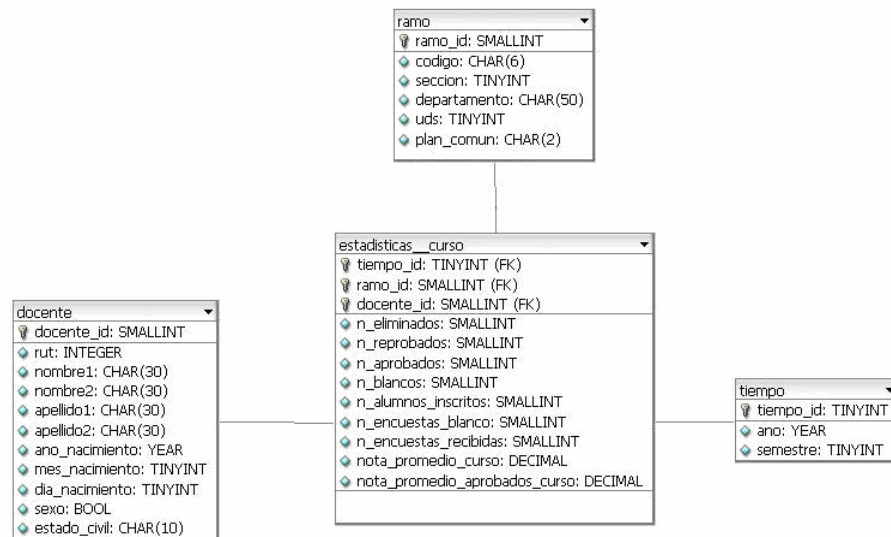 ramo
ramo_id: SMALLINT
codigo: CHAR(6)
seccion: TINYINT
departamento: CHAR(50)
uds: TINYINT
plan_comun: CHAR(2)
estadisticas__curso
tiempo_id: TINYINT (FK)
ramo_id: SMALLINT (FK)
docente_id: SMALLINT (FK)
n_eliminados: SMALLINT
n_reprobados: SMALLINT
n_aprobados: SMALLINT
n_blancos: SMALLINT
n_alumnos_inscritos: SMALLINT
n_encuestas_blanco: SMALLINT
n_encuestas_recibidas: SMALLINT
nota_promedio_curso: DECIMAL
nota_promedio_aprobados_curso: DECIMAL
docente
docente_id: SMALLINT
rut: INTEGER
nombre1: CHAR(30)
nombre2: CHAR(30)
apellido1: CHAR(30)
apellido2: CHAR(30)
ano_nacimiento: YEAR
mes_nacimiento: TINYINT
dia_nacimiento: TINYINT
sexo: BOOL
estado_civil: CHAR(10)
tiempo
tiempo_id: TINYINT
ano: YEAR
semestre: TINYINT